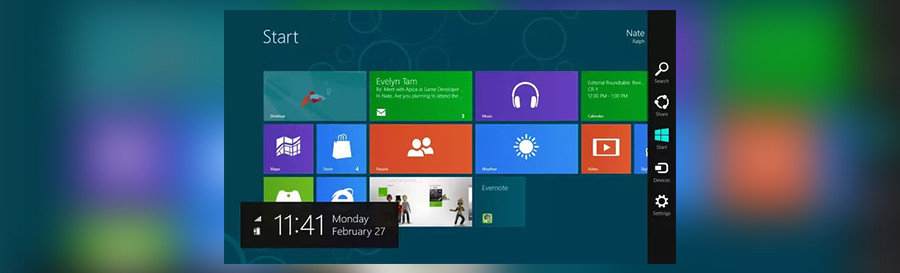 Start
Nate
Ralph
Search
Share
Start
Devices
Settings
Desktop
Evelyn Tam
Re: Meet with Apica at Game Developer
Hi Nate, Are you planning to attend the...
3
Music
Editorial Roundtable: Revi...
CR-1
12:00 PM - 1:00 PM
Calendar
Maps
Store
4
People
Weather
Video
Evernote
11:41
Monday
February 27